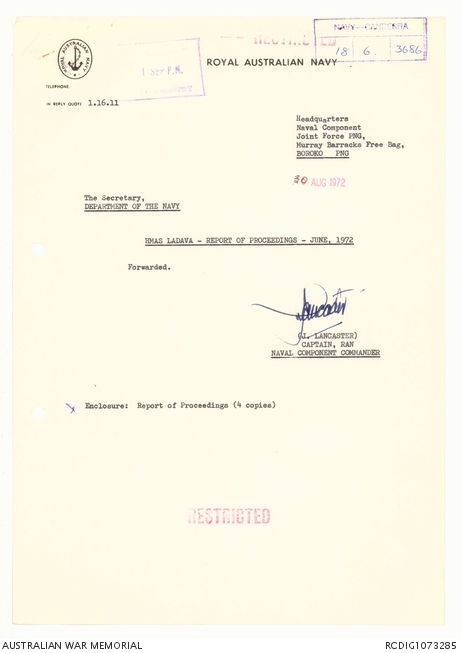 RESTRICTED
NAVY — CANBERRA
18 6. 3686
ROYAL AUSTRALIAN NAVY
1 SEP P.M.
TELEPHONE:
IN REPLY QUOTE 1.16.11
Headquarters
Naval Component
Joint Force PNG,
Murray Barracks Free Bag,
BOROKO PNG
30 AUG 1972
The Secretary,
DEPARTMENT OF THE NAVY
HMAS LADAVA - REPORT OF PROCEEDINGS - JUNE, 1972
Forwarded.
(J. LANCASTER)
CAPTAIN, RAN
NAVAL COMPONENT COMMANDER
Enclosure: Report of Proceedings (4 copies)
RESTRICTED
AUSTRALIAN WAR MEMORIAL
RCDIG1073285